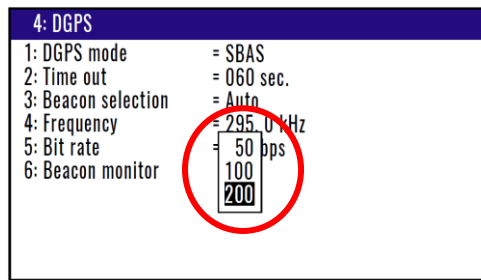 4: DGPS
1: DGPS mode = SBAS
2: Time out = 060 sec.
3: Beacon selection = Auto
4: Frequency = 295. 0 kHz
5: Bit rate = bps
6: Beacon monitor
50
100
200